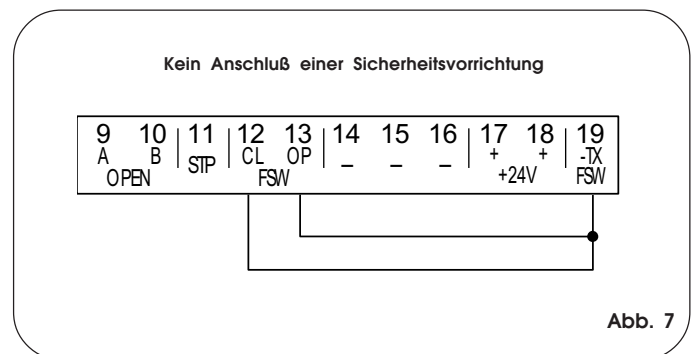 Kein Anschluß einer Sicherheitsvorrichtung
9 10 11 12 13 14 15 16 17 18 19
A B STP CL OP – – – + + -TX
OPEN FSW +24V FSW
Abb. 7